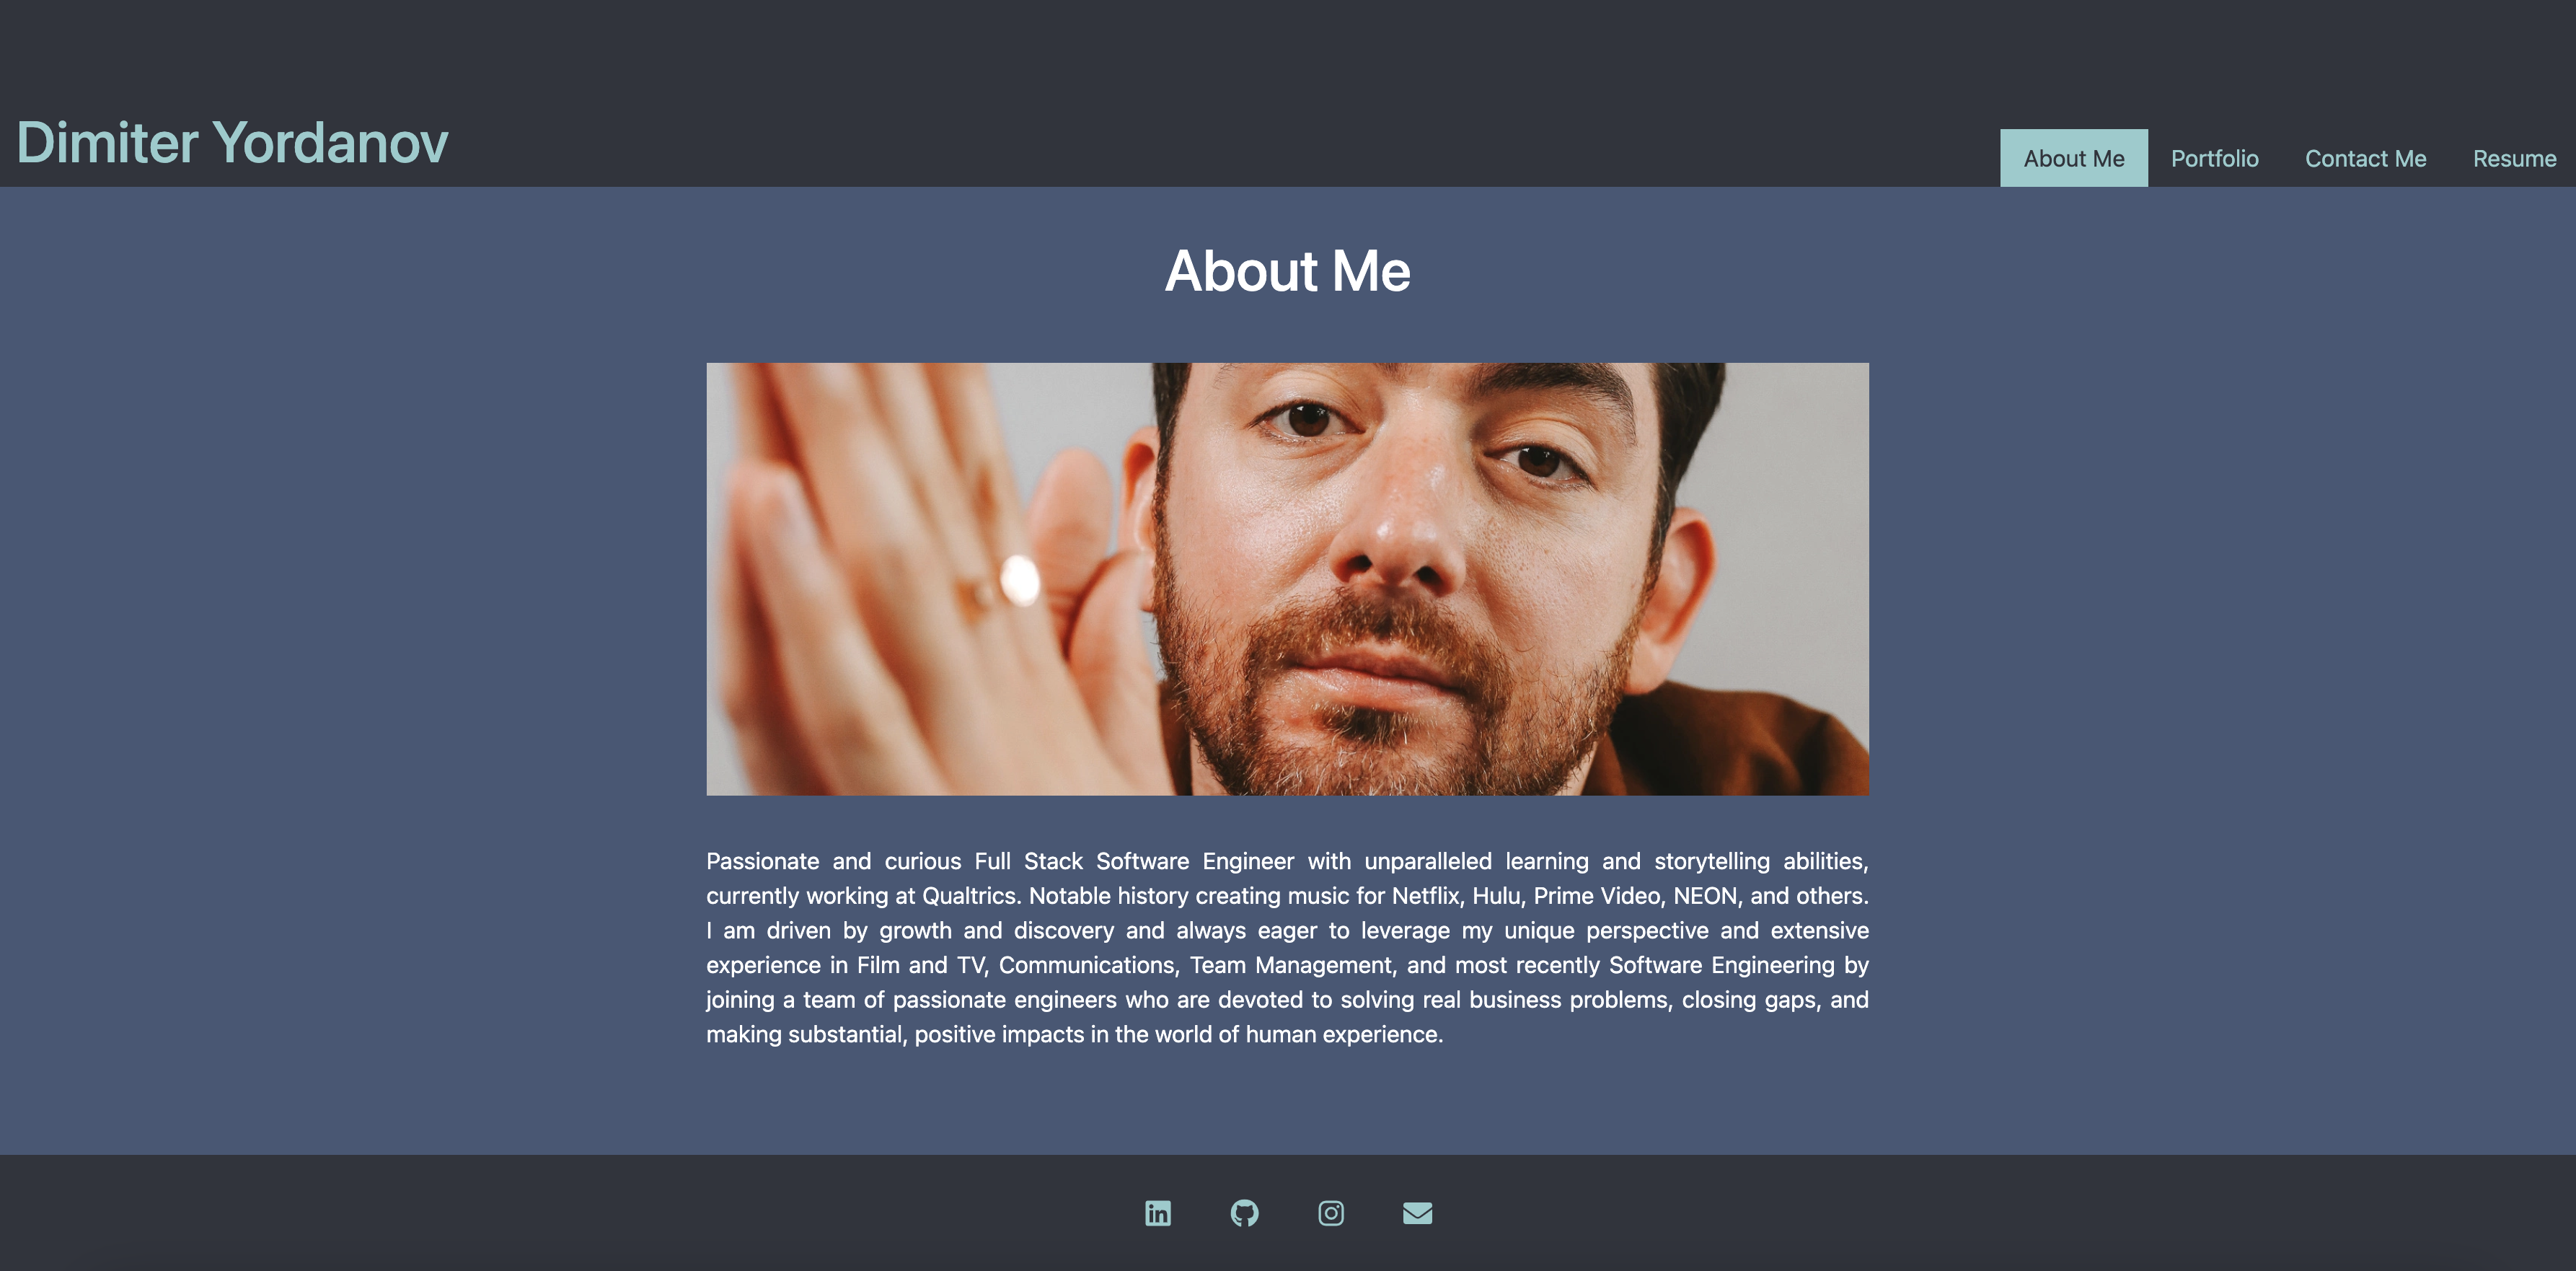 Dimiter Yordanov
About Me
Portfolio
Contact Me
Resume
About Me
Passionate and curious Full Stack Software Engineer with unparalleled learning and storytelling abilities,
currently working at Qualtrics. Notable history creating music for Netflix, Hulu, Prime Video, NEON, and others.
I am driven by growth and discovery and always eager to leverage my unique perspective and extensive
experience in Film and TV, Communications, Team Management, and most recently Software Engineering by
joining a team of passionate engineers who are devoted to solving real business problems, closing gaps, and
making substantial, positive impacts in the world of human experience.